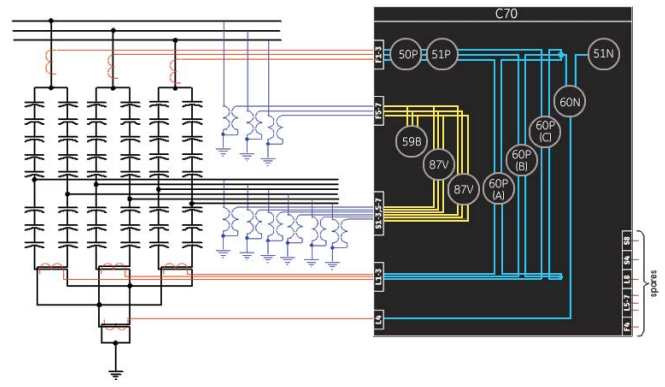 C70
F1-3
50P
51P
51N
60N
F5-7
59B
60P
(C)
60P
(B)
87V
87V
60P
(A)
S1-3,5-7
L1-3
L4
S8
S4
L8
L5-7
F4
spares